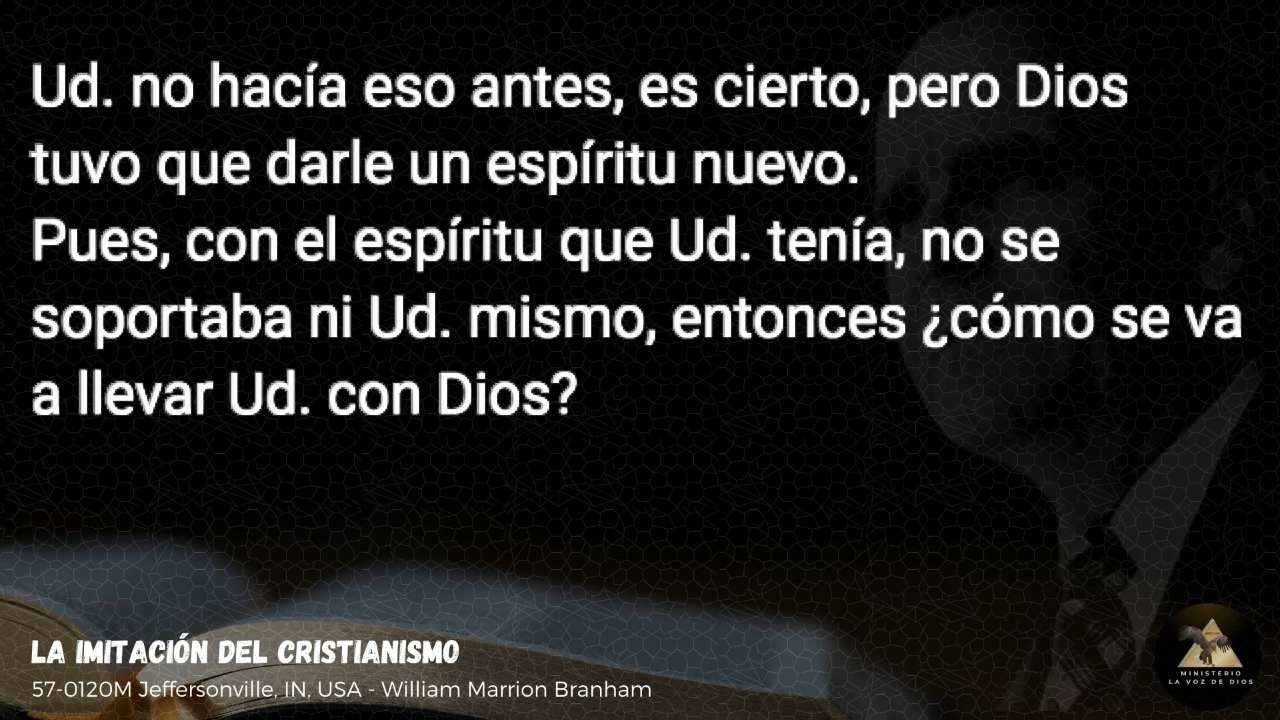 Ud. no hacía eso antes, es cierto, pero Dios
tuvo que darle un espíritu nuevo.
Pues, con el espíritu que Ud. tenía, no se
soportaba ni Ud. mismo, entonces ¿cómo se va
a llevar Ud. con Dios?
LA IMITACIÓN DEL CRISTIANISMO
57-0120M Jeffersonville, IN, USA - William Marrion Branham
MINISTERIO
LA VOZ DE DIOS